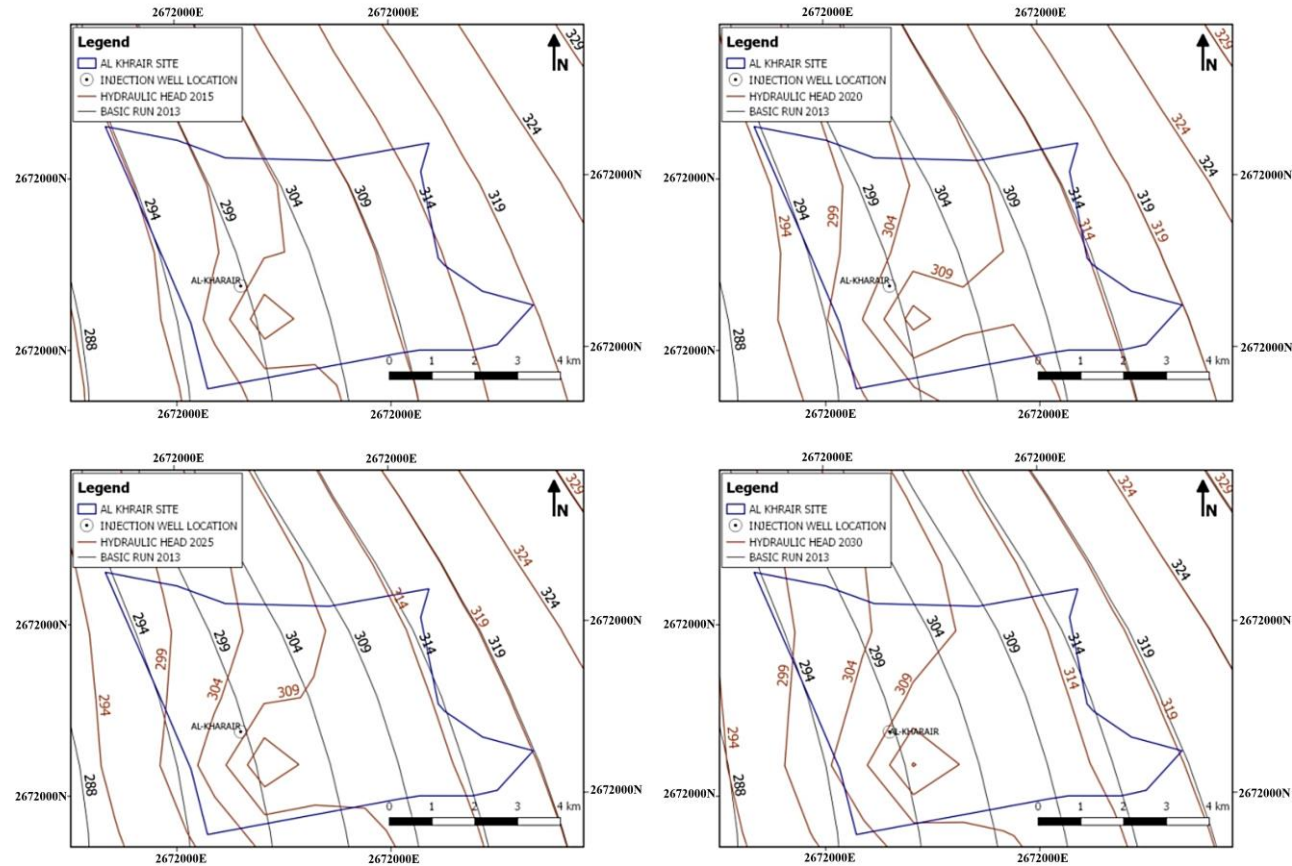 2672000E 2672000E
Legend
AL KHRAIR SITE
INJECTION WELL LOCATION
HYDRAULIC HEAD 2015
BASIC RUN 2013
N
329
324
2672000N 2672000N
294 299 304 309 314 319
AL-KHARAIR
288
0 1 2 3 4 km
2672000N 2672000N
2672000E 2672000E
2672000E 2672000E
Legend
AL KHRAIR SITE
INJECTION WELL LOCATION
HYDRAULIC HEAD 2020
BASIC RUN 2013
N
329
324
324
2672000N 2672000N
294 304 309 314 319
294 299 304 314 319
309
AL-KHARAIR
288
0 1 2 3 4 km
2672000N 2672000N
2672000E 2672000E
2672000E 2672000E
Legend
AL KHRAIR SITE
INJECTION WELL LOCATION
HYDRAULIC HEAD 2025
BASIC RUN 2013
N
329
324
324
314 319
2672000N 2672000N
294 299 304 309 314 319
299
294 304 309
AL-KHARAIR
288
0 1 2 3 4 km
2672000N 2672000N
2672000E 2672000E
2672000E 2672000E
Legend
AL KHRAIR SITE
INJECTION WELL LOCATION
HYDRAULIC HEAD 2030
BASIC RUN 2013
N
329
324
324
2672000N 2672000N
294 299 304 309 314 319
299 304 309 314 319
294
AL-KHARAIR
288
0 1 2 3 4 km
2672000N 2672000N
2672000E 2672000E